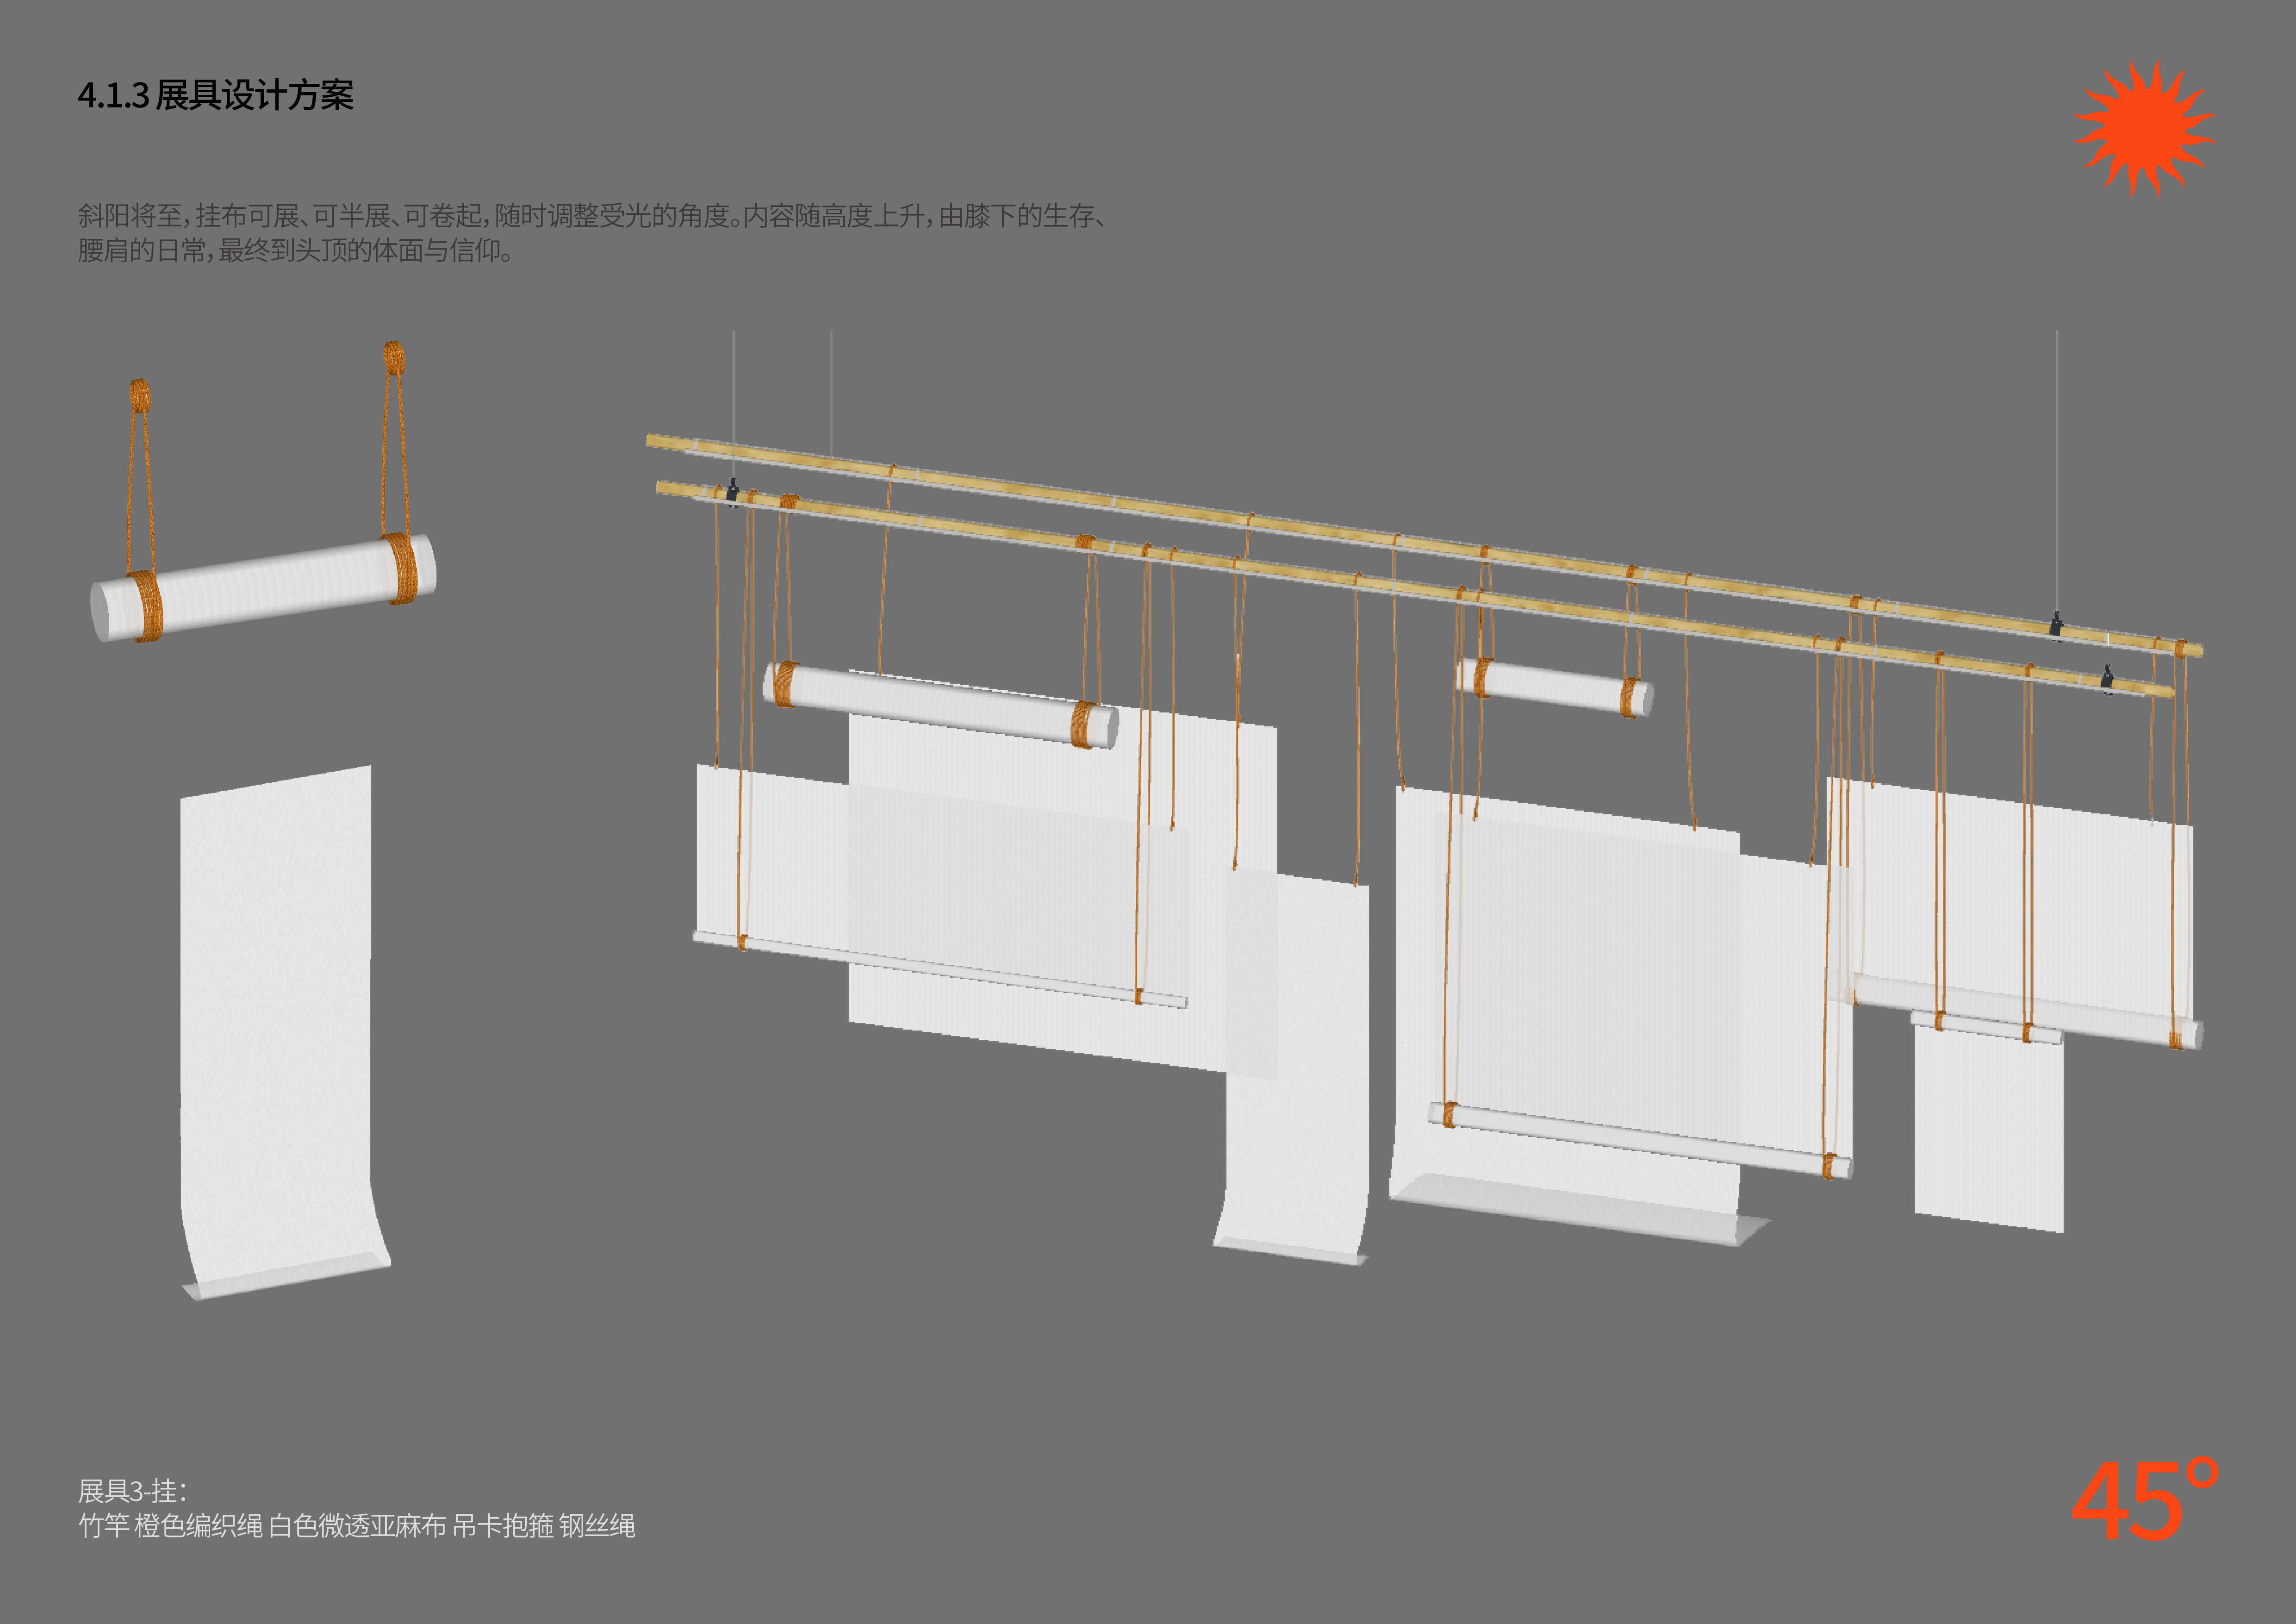 4.1.3 展具设计方案
斜阳将至，挂布可展、可半展、可卷起，随时调整受光的角度。内容随高度上升，由膝下的生存、
腰肩的日常，最终到头顶的体面与信仰。
展具3-挂：
竹竿 橙色编织绳 白色微透亚麻布 吊卡抱箍 钢丝绳
45°